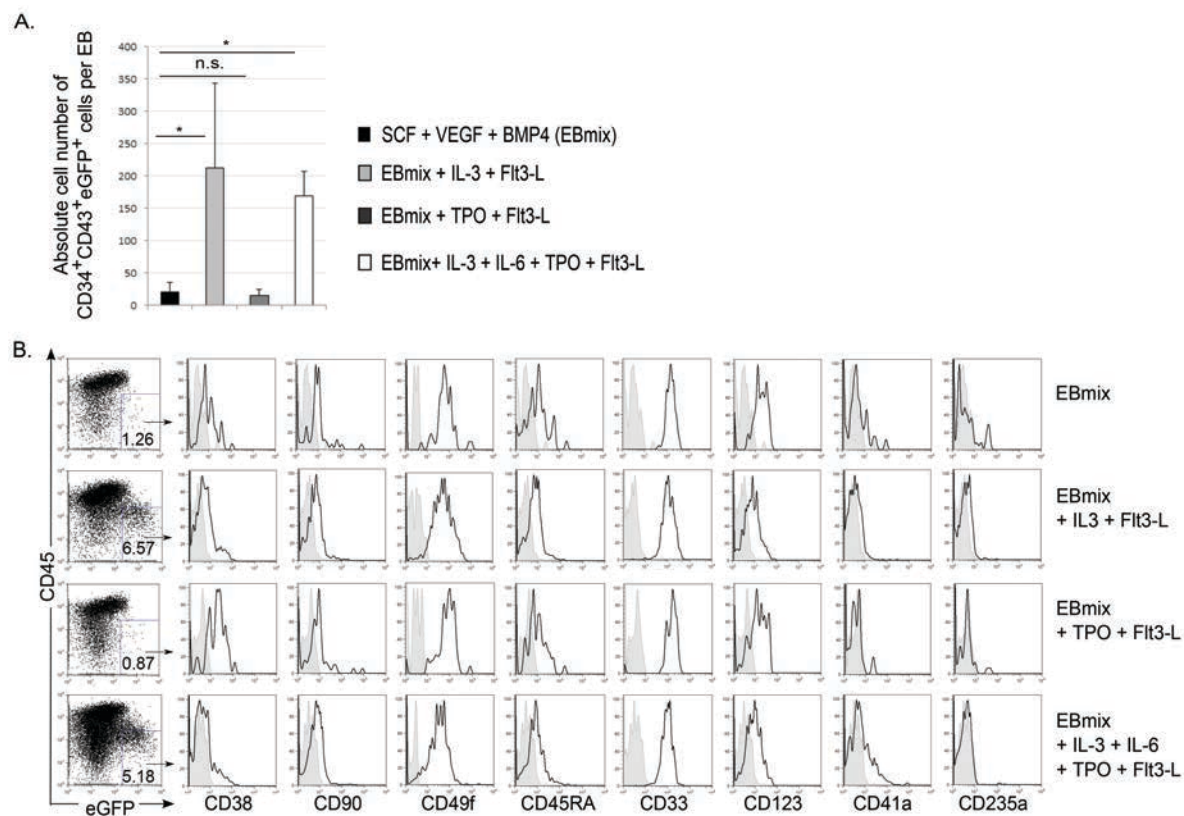 A.
Absolute cell number of
CD34+CD43+eGFP+ cells per EB
400
350
300
250
200
150
100
50
0
*
n.s.
*
SCF + VEGF + BMP4 (EBmix)
EBmix + IL-3 + Flt3-L
EBmix + TPO + Flt3-L
EBmix+ IL-3 + IL-6 + TPO + Flt3-L
B.
CD45
1.26
EBmix
6.57
EBmix
+ IL3 + Flt3-L
0.87
EBmix
+ TPO + Flt3-L
5.18
EBmix
+ IL-3 + IL-6
+ TPO + Flt3-L
eGFP
CD38
CD90
CD49f
CD45RA
CD33
CD123
CD41a
CD235a